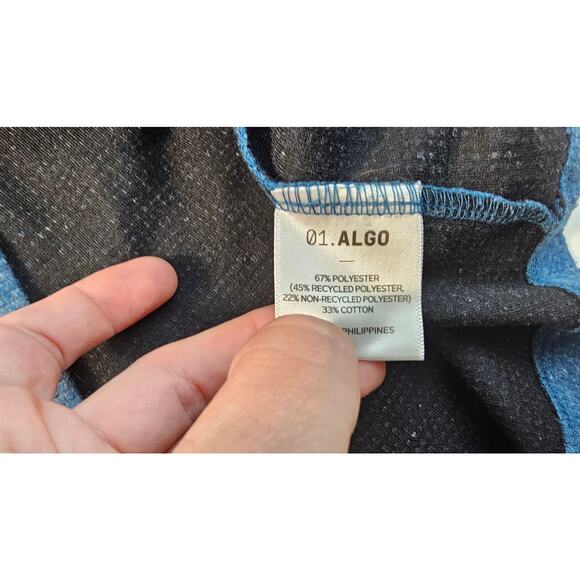 01.ALGO
67% POLYESTER
(45% RECYCLED POLYESTER,
22% NON-RECYCLED POLYESTER)
33% COTTON
PHILIPPINES